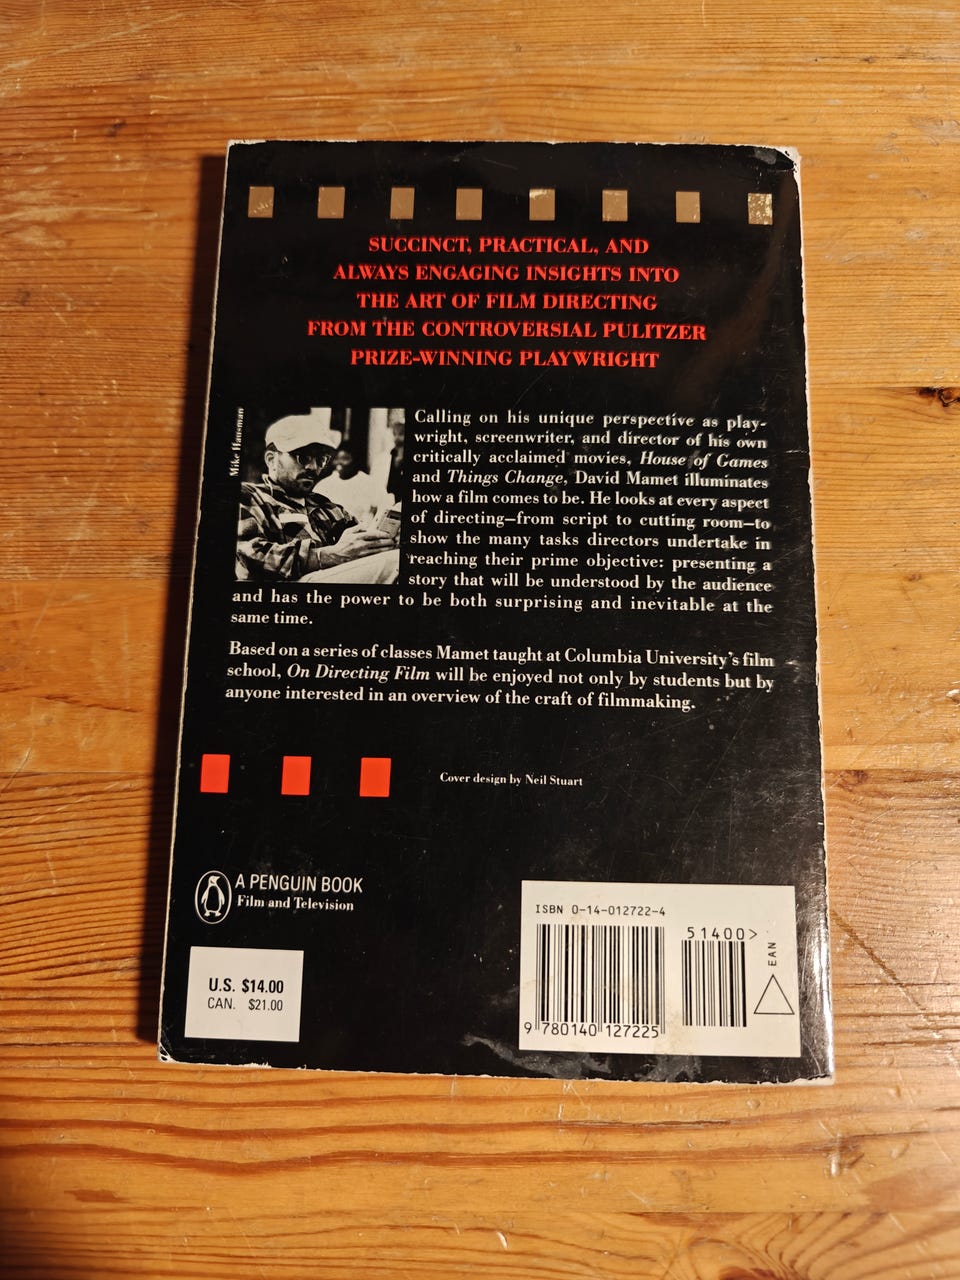 SUCCINCT, PRACTICAL, AND
ALWAYS ENGAGING INSIGHTS INTO
THE ART OF FILM DIRECTING
FROM THE CONTROVERSIAL PULITZER
PRIZE-WINNING PLAYWRIGHT
Mike Hausman
Calling on his unique perspective as play-
wright, screenwriter, and director of his own
critically acclaimed movies, House of Games
and Things Change, David Mamet illuminates
how a film comes to be. He looks at every aspect
of directing—from script to cutting room—to
show the many tasks directors undertake in
reaching their prime objective: presenting a
story that will be understood by the audience
and has the power to be both surprising and inevitable at the
same time.
Based on a series of classes Mamet taught at Columbia University's film
school, On Directing Film will be enjoyed not only by students but by
anyone interested in an overview of the craft of filmmaking.
Cover design by Neil Stuart
A PENGUIN BOOK
Film and Television
U.S. $14.00
CAN. $21.00
ISBN 0-14-012722-4
51400>
EAN
9 780140 127225